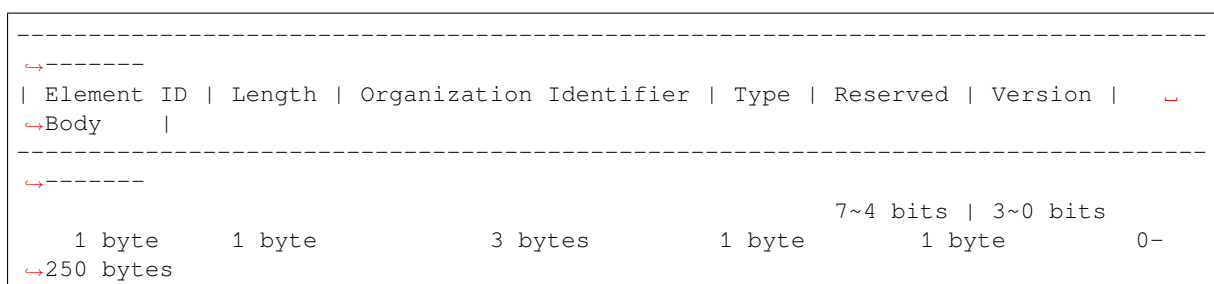 ------------------------------------------------------------------------------------
↪-------
| Element ID | Length | Organization Identifier | Type | Reserved | Version |   ␣
↪Body    |
------------------------------------------------------------------------------------
↪-------
                                                          7~4 bits | 3~0 bits
    1 byte     1 byte            3 bytes         1 byte        1 byte         0-
↪250 bytes